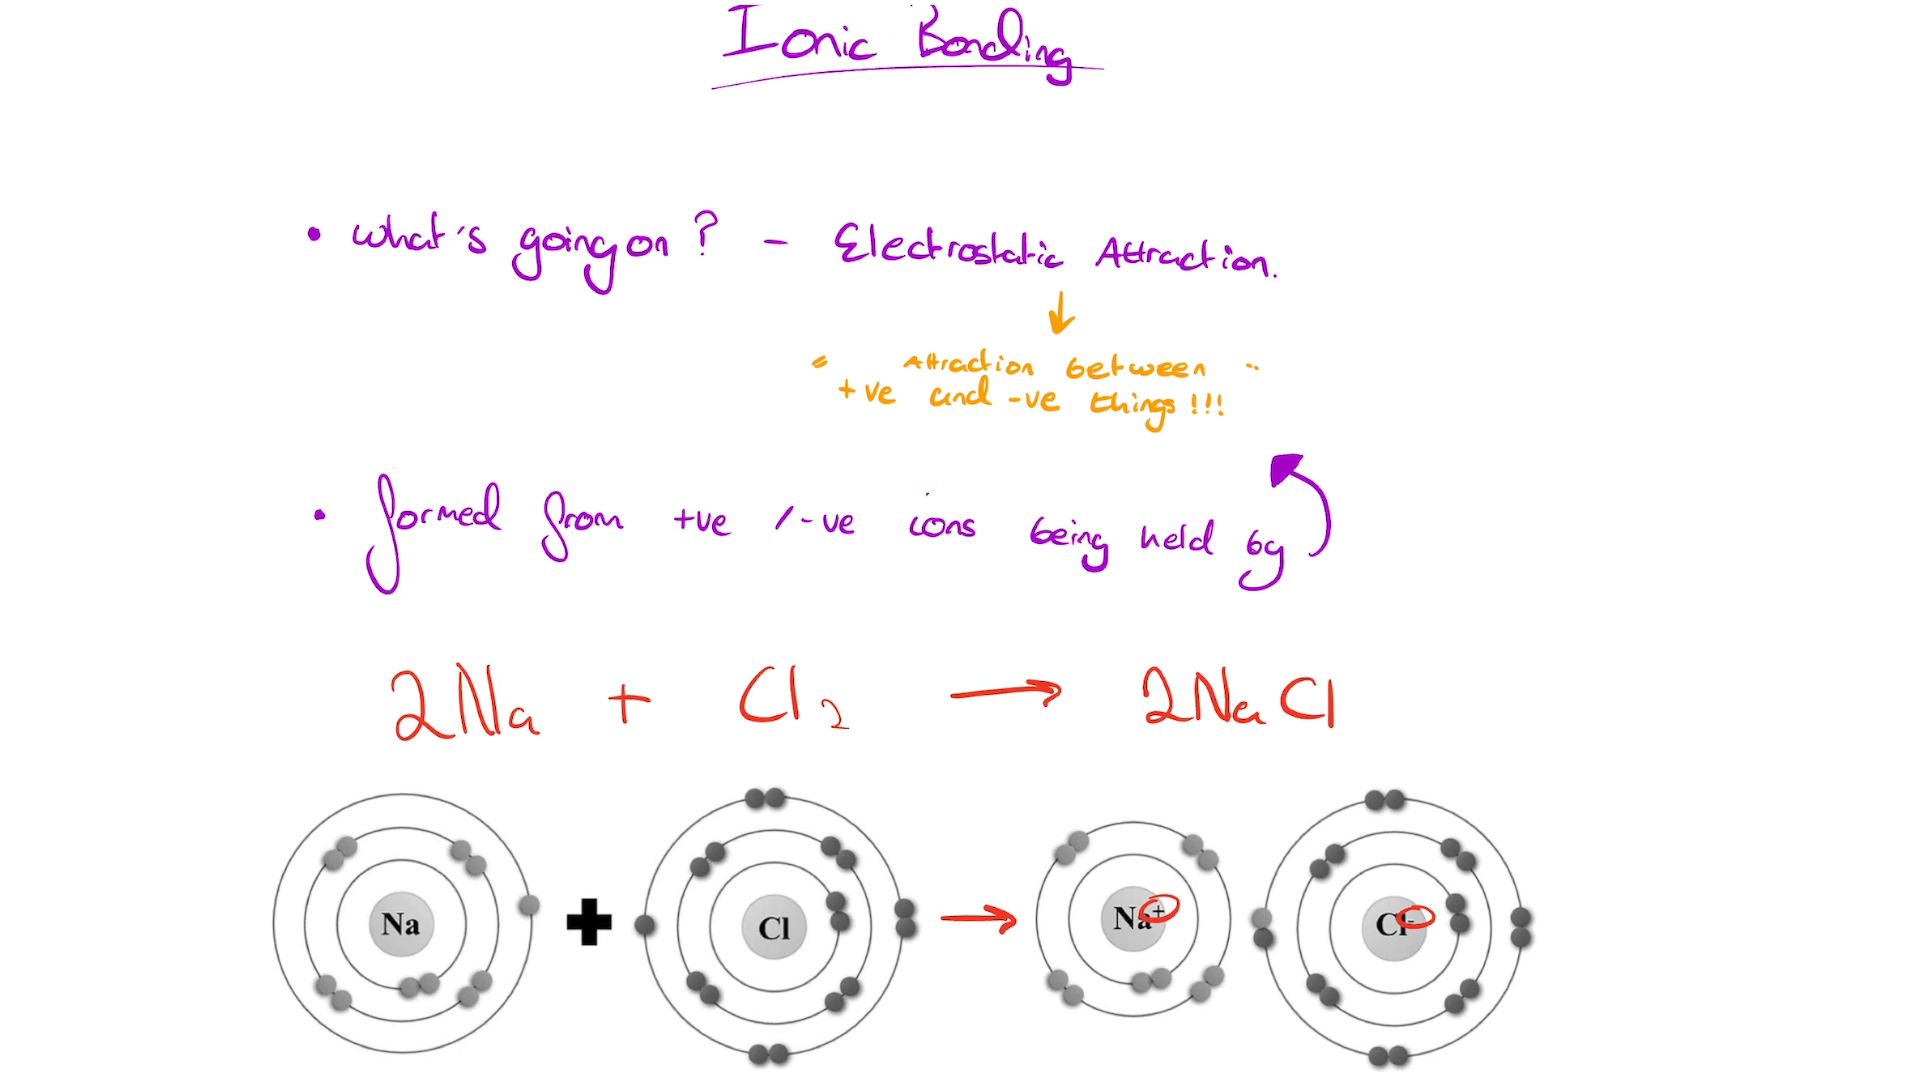 Ionic Bonding
• what's going on? - Electrostatic Attraction.
↓
" Attraction between "
+ve and -ve things!!!
• formed from +ve /-ve ions being held by
2Na + Cl₂ → 2NaCl
Na + Cl → Na⁺ Cl⁻